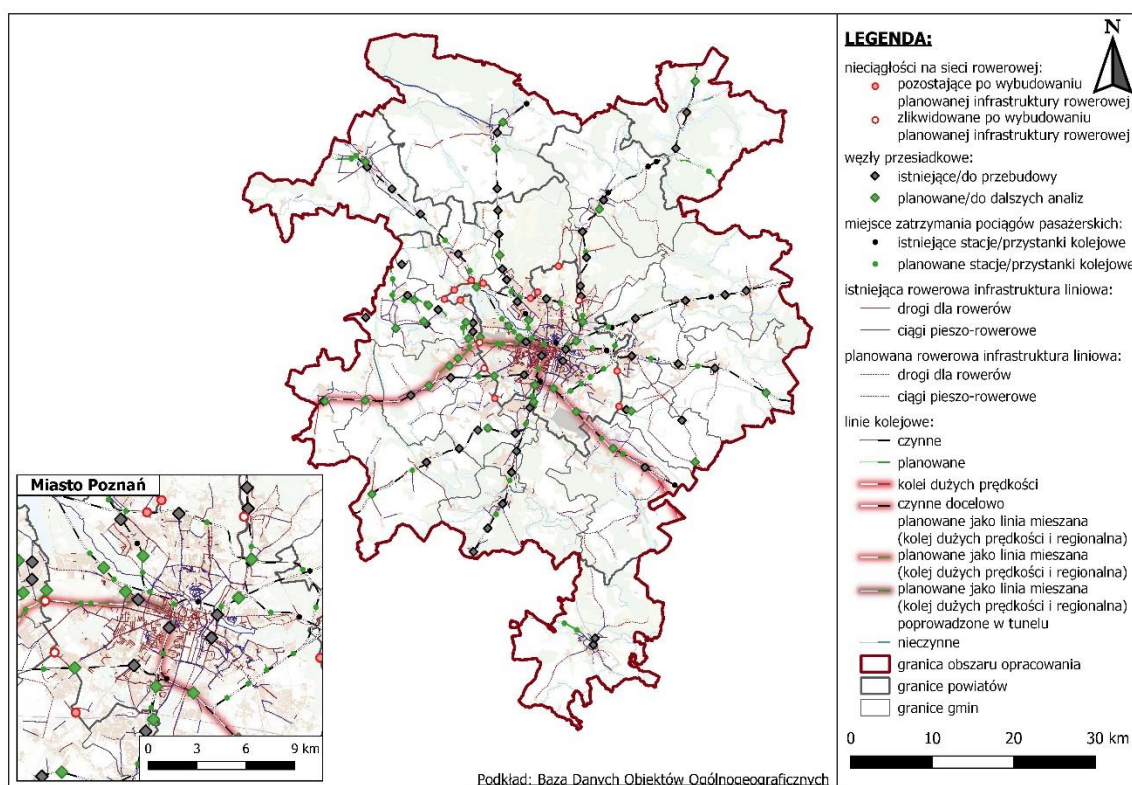 LEGENDA:
N
nieciągłości na sieci rowerowej:
pozostające po wybudowaniu
planowanej infrastruktury rowerowej
zlikwidowane po wybudowaniu
planowanej infrastruktury rowerowej
węzły przesiadkowe:
istniejące/do przebudowy
planowane/do dalszych analiz
miejsce zatrzymania pociągów pasażerskich:
istniejące stacje/przystanki kolejowe
planowane stacje/przystanki kolejowe
istniejąca rowerowa infrastruktura liniowa:
drogi dla rowerów
ciągi pieszo-rowerowe
planowana rowerowa infrastruktura liniowa:
drogi dla rowerów
ciągi pieszo-rowerowe
linie kolejowe:
czynne
planowane
kolei dużych prędkości
czynne docelowo
planowane jako linia mieszana
(kolej dużych prędkości i regionalna)
planowane jako linia mieszana
(kolej dużych prędkości i regionalna)
planowane jako linia mieszana
(kolej dużych prędkości i regionalna)
poprowadzone w tunelu
nieczynne
granica obszaru opracowania
granice powiatów
granice gmin
0 10 20 30 km
Miasto Poznań
0 3 6 9 km
Podkład: Baza Danych Obiektów Ogólnogeograficznych